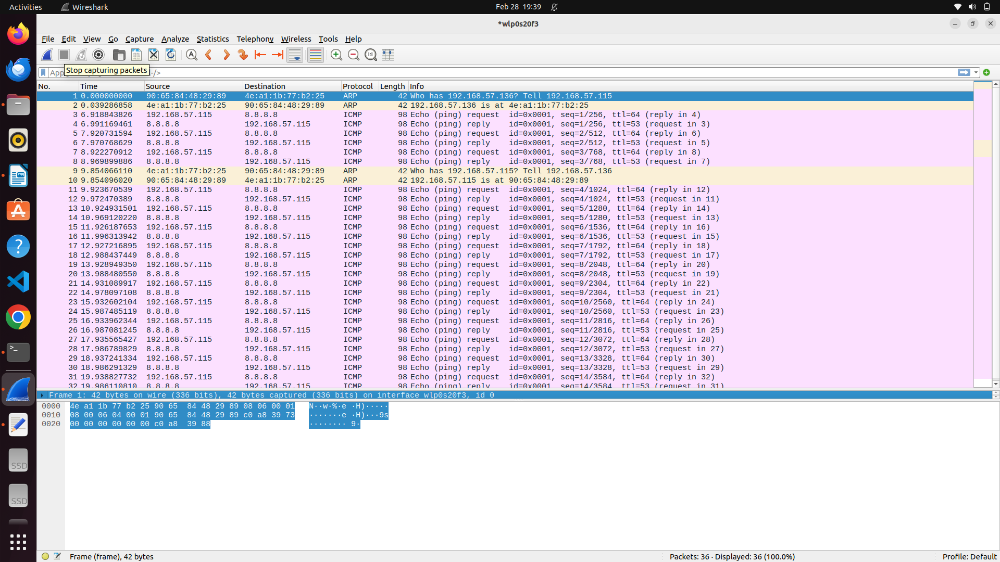 Activities Wireshark Feb 28 19:39
*wlp0s20f3
File Edit View Go Capture Analyze Statistics Telephony Wireless Tools Help
Stop capturing packets
No. Time Source Destination Protocol Length Info
1 0.000000000 90:65:84:48:29:89 4e:a1:1b:77:b2:25 ARP 42 Who has 192.168.57.136? Tell 192.168.57.115
2 0.039286858 4e:a1:1b:77:b2:25 90:65:84:48:29:89 ARP 42 192.168.57.136 is at 4e:a1:1b:77:b2:25
3 6.918843826 192.168.57.115 8.8.8.8 ICMP 98 Echo (ping) request id=0x0001, seq=1/256, ttl=64 (reply in 4)
4 6.991169461 8.8.8.8 192.168.57.115 ICMP 98 Echo (ping) reply id=0x0001, seq=1/256, ttl=53 (request in 3)
5 7.920731594 192.168.57.115 8.8.8.8 ICMP 98 Echo (ping) request id=0x0001, seq=2/512, ttl=64 (reply in 6)
6 7.970768629 8.8.8.8 192.168.57.115 ICMP 98 Echo (ping) reply id=0x0001, seq=2/512, ttl=53 (request in 5)
7 8.922270912 192.168.57.115 8.8.8.8 ICMP 98 Echo (ping) request id=0x0001, seq=3/768, ttl=64 (reply in 8)
8 8.969899886 8.8.8.8 192.168.57.115 ICMP 98 Echo (ping) reply id=0x0001, seq=3/768, ttl=53 (request in 7)
9 9.854066110 4e:a1:1b:77:b2:25 90:65:84:48:29:89 ARP 42 Who has 192.168.57.115? Tell 192.168.57.136
10 9.854096020 90:65:84:48:29:89 4e:a1:1b:77:b2:25 ARP 42 192.168.57.115 is at 90:65:84:48:29:89
11 9.923670539 192.168.57.115 8.8.8.8 ICMP 98 Echo (ping) request id=0x0001, seq=4/1024, ttl=64 (reply in 12)
12 9.972470389 8.8.8.8 192.168.57.115 ICMP 98 Echo (ping) reply id=0x0001, seq=4/1024, ttl=53 (request in 11)
13 10.924931501 192.168.57.115 8.8.8.8 ICMP 98 Echo (ping) request id=0x0001, seq=5/1280, ttl=64 (reply in 14)
14 10.969120220 8.8.8.8 192.168.57.115 ICMP 98 Echo (ping) reply id=0x0001, seq=5/1280, ttl=53 (request in 13)
15 11.926187653 192.168.57.115 8.8.8.8 ICMP 98 Echo (ping) request id=0x0001, seq=6/1536, ttl=64 (reply in 16)
16 11.996313942 8.8.8.8 192.168.57.115 ICMP 98 Echo (ping) reply id=0x0001, seq=6/1536, ttl=53 (request in 15)
17 12.927216895 192.168.57.115 8.8.8.8 ICMP 98 Echo (ping) request id=0x0001, seq=7/1792, ttl=64 (reply in 18)
18 12.988437449 8.8.8.8 192.168.57.115 ICMP 98 Echo (ping) reply id=0x0001, seq=7/1792, ttl=53 (request in 17)
19 13.928949350 192.168.57.115 8.8.8.8 ICMP 98 Echo (ping) request id=0x0001, seq=8/2048, ttl=64 (reply in 20)
20 13.988480550 8.8.8.8 192.168.57.115 ICMP 98 Echo (ping) reply id=0x0001, seq=8/2048, ttl=53 (request in 19)
21 14.931089917 192.168.57.115 8.8.8.8 ICMP 98 Echo (ping) request id=0x0001, seq=9/2304, ttl=64 (reply in 22)
22 14.978097108 8.8.8.8 192.168.57.115 ICMP 98 Echo (ping) reply id=0x0001, seq=9/2304, ttl=53 (request in 21)
23 15.932602104 192.168.57.115 8.8.8.8 ICMP 98 Echo (ping) request id=0x0001, seq=10/2560, ttl=64 (reply in 24)
24 15.987485119 8.8.8.8 192.168.57.115 ICMP 98 Echo (ping) reply id=0x0001, seq=10/2560, ttl=53 (request in 23)
25 16.933962344 192.168.57.115 8.8.8.8 ICMP 98 Echo (ping) request id=0x0001, seq=11/2816, ttl=64 (reply in 26)
26 16.987081245 8.8.8.8 192.168.57.115 ICMP 98 Echo (ping) reply id=0x0001, seq=11/2816, ttl=53 (request in 25)
27 17.935565427 192.168.57.115 8.8.8.8 ICMP 98 Echo (ping) request id=0x0001, seq=12/3072, ttl=64 (reply in 28)
28 17.986789829 8.8.8.8 192.168.57.115 ICMP 98 Echo (ping) reply id=0x0001, seq=12/3072, ttl=53 (request in 27)
29 18.937241334 192.168.57.115 8.8.8.8 ICMP 98 Echo (ping) request id=0x0001, seq=13/3328, ttl=64 (reply in 30)
30 18.986291329 8.8.8.8 192.168.57.115 ICMP 98 Echo (ping) reply id=0x0001, seq=13/3328, ttl=53 (request in 29)
31 19.938827732 192.168.57.115 8.8.8.8 ICMP 98 Echo (ping) request id=0x0001, seq=14/3584, ttl=64 (reply in 32)
32 19.986110810 8.8.8.8 192.168.57.115 ICMP 98 Echo (ping) reply id=0x0001, seq=14/3584, ttl=53 (request in 31)
Frame 1: 42 bytes on wire (336 bits), 42 bytes captured (336 bits) on interface wlp0s20f3, id 0
0000 4e a1 1b 77 b2 25 90 65 84 48 29 89 08 06 00 01 N··w·%·e ·H)·····
0010 08 00 06 04 00 01 90 65 84 48 29 89 c0 a8 39 73 ·······e ·H)···9s
0020 00 00 00 00 00 00 c0 a8 39 88 ········ 9·
SSD
SSD
Frame (frame), 42 bytes Packets: 36 · Displayed: 36 (100.0%) Profile: Default